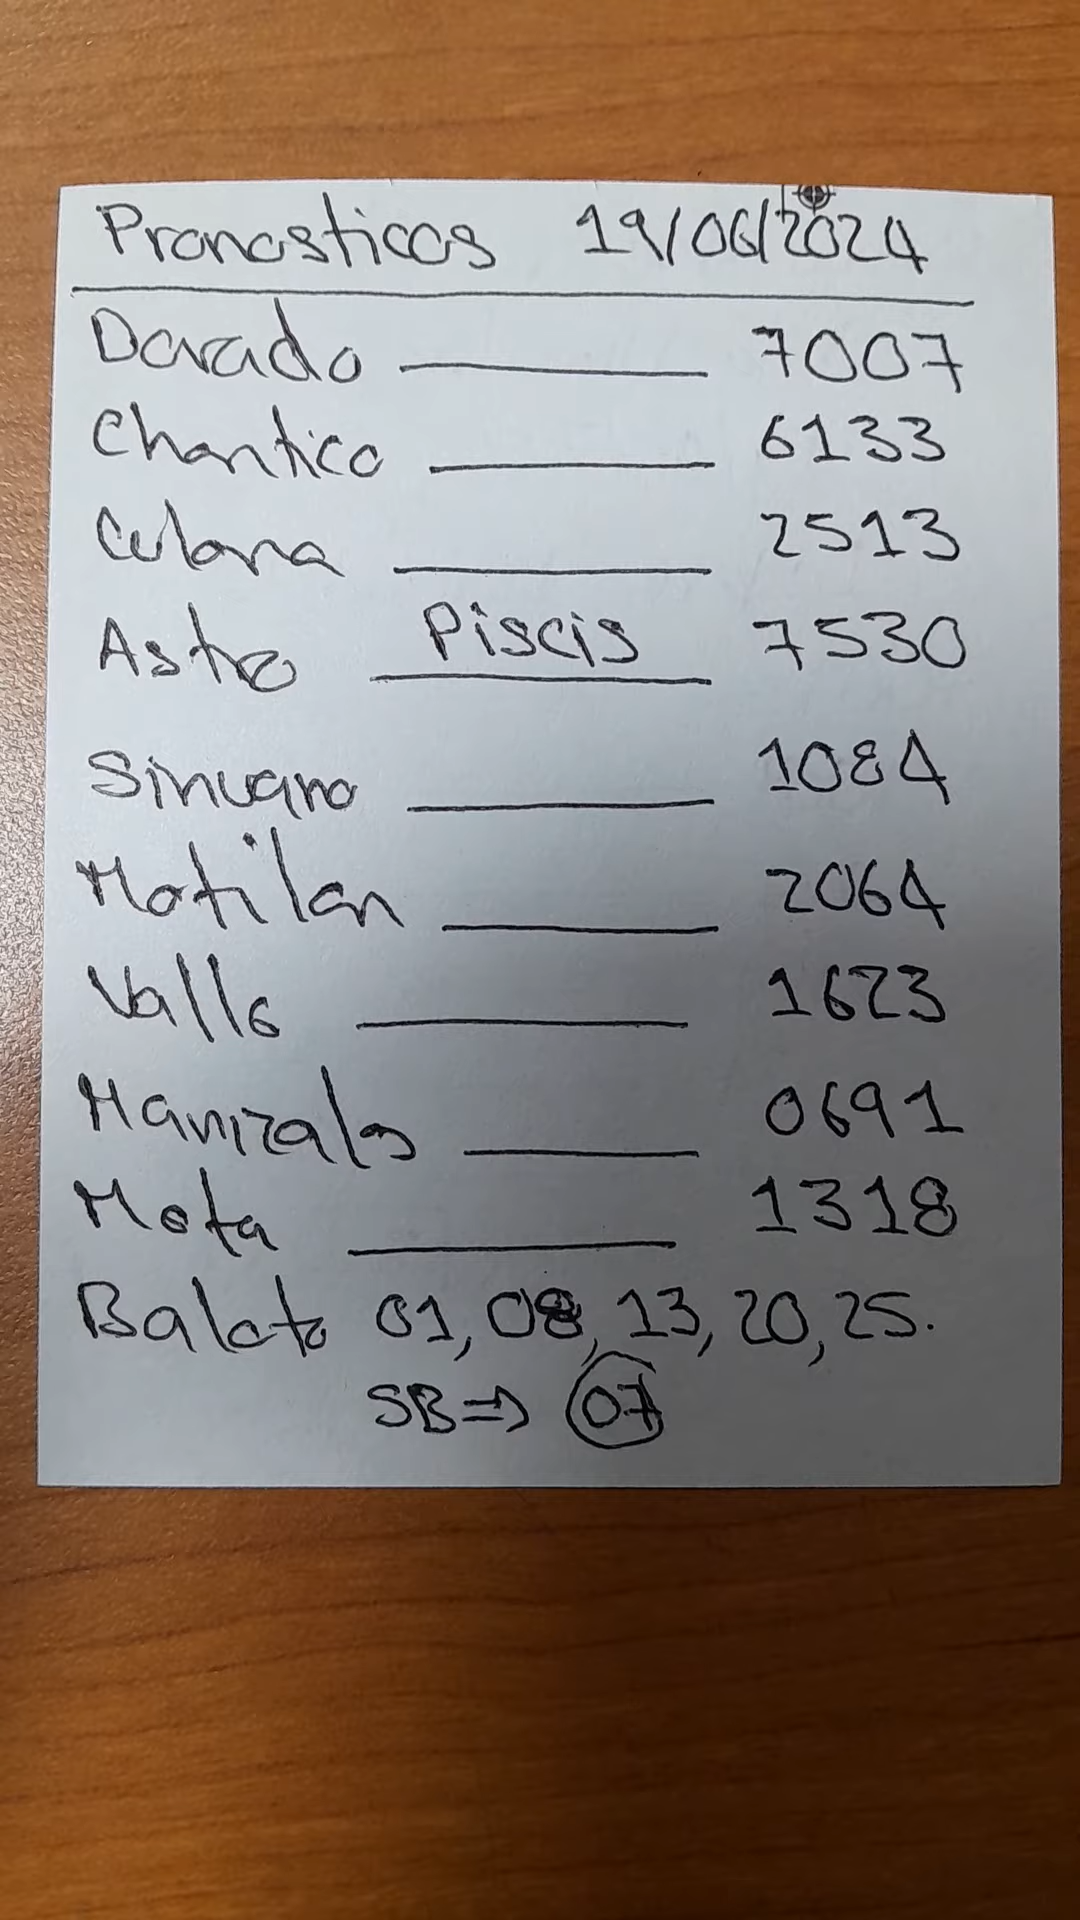 Pronosticos 19/06/2024
Dorado 7007
Chontico 6133
Culona 2513
Astro Piscis 7530
Sinuano 1084
Motilon 2064
Valle 1623
Manizales 0691
Meta 1318
Baloto 01, 08, 13, 20, 25.
SB⇒ 07